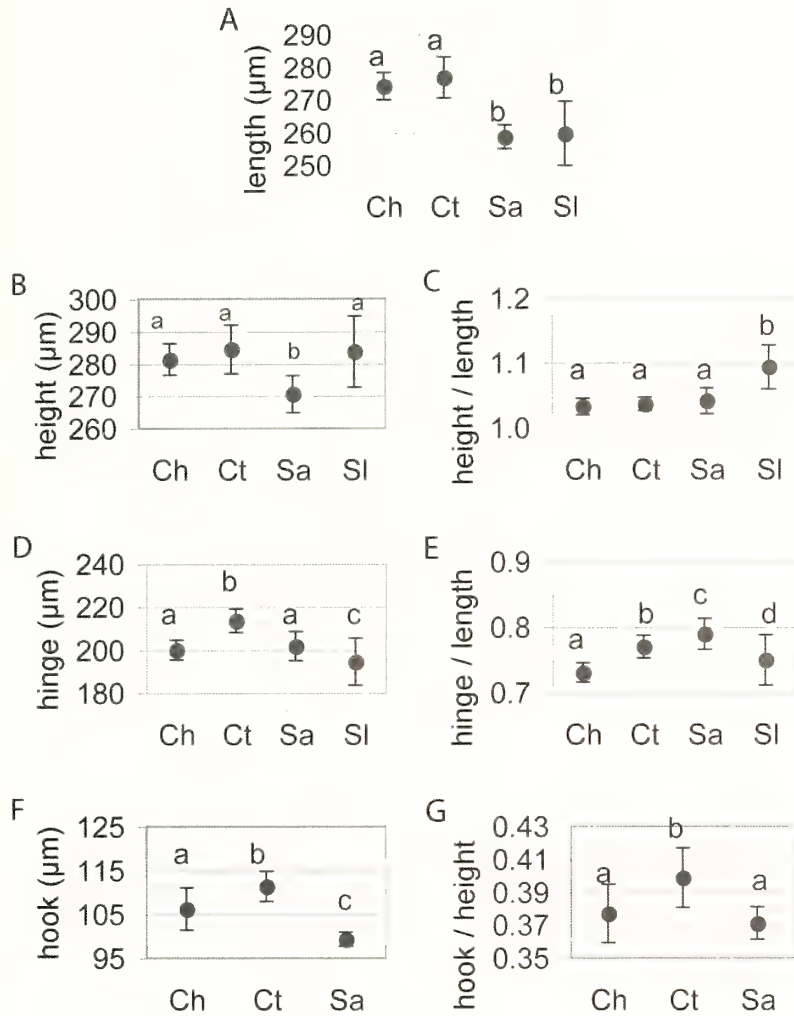 A
length (µm)
290
280
270
260
250
a a b b
Ch Ct Sa Sl
B
height (µm)
300
290
280
270
260
a a b a
Ch Ct Sa Sl
C
height / length
1.2
1.1
1.0
a a a b
Ch Ct Sa Sl
D
hinge (µm)
240
220
200
180
a b a c
Ch Ct Sa Sl
E
hinge / length
0.9
0.8
0.7
a b c d
Ch Ct Sa Sl
F
hook (µm)
125
115
105
95
a b c
Ch Ct Sa
G
hook / height
0.43
0.41
0.39
0.37
0.35
a b a
Ch Ct Sa